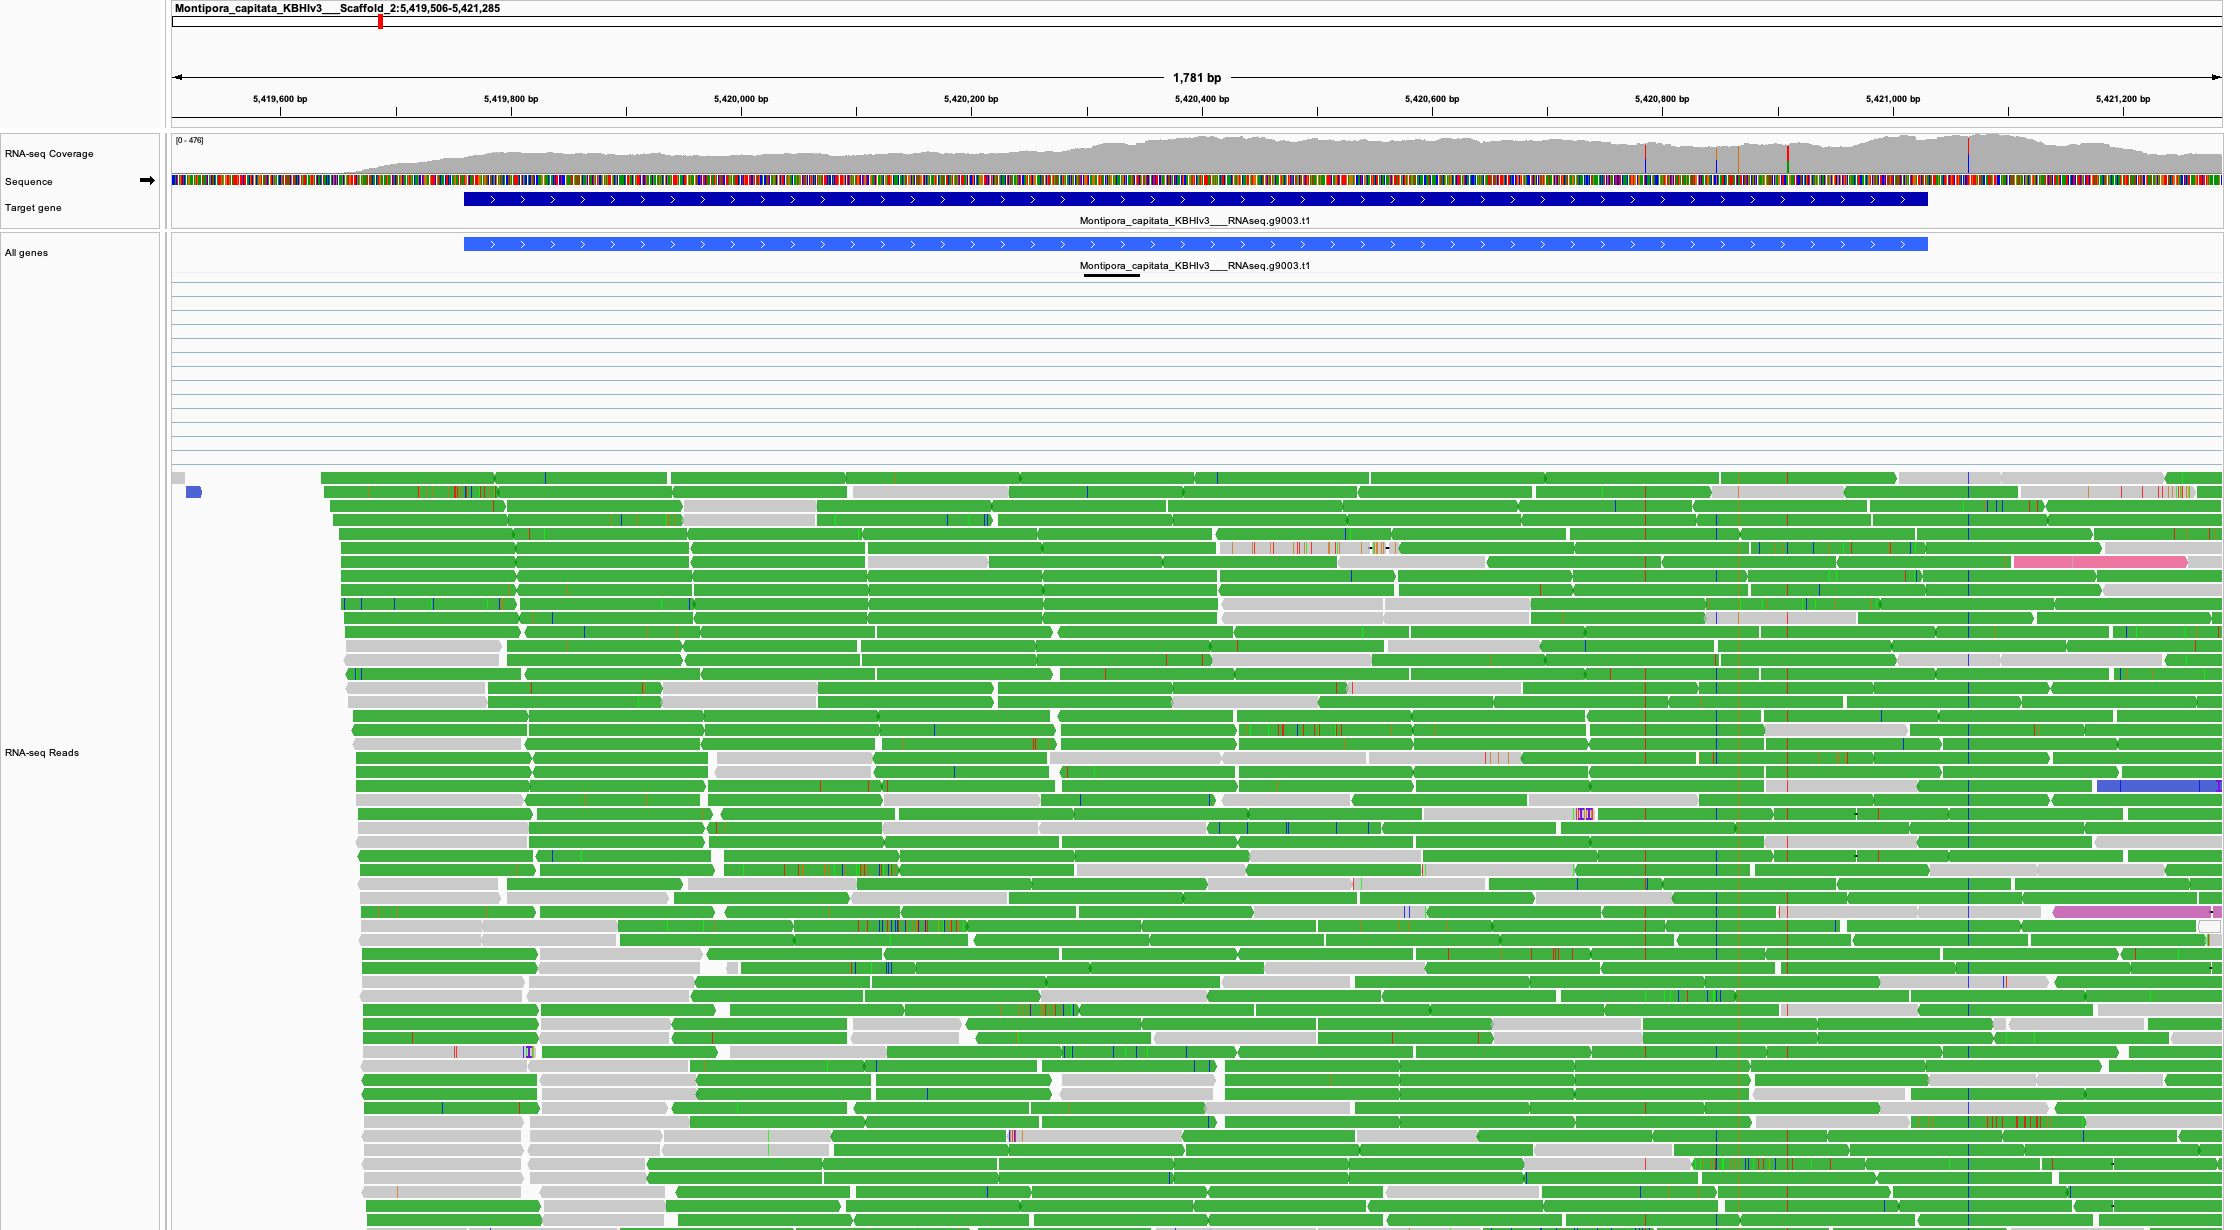 Montipora_capitata_KBHIv3___Scaffold_2:5,419,506-5,421,285
1,781 bp
5,419,600 bp 5,419,800 bp 5,420,000 bp 5,420,200 bp 5,420,400 bp 5,420,600 bp 5,420,800 bp 5,421,000 bp 5,421,200 bp
[0 - 476]
RNA-seq Coverage
Sequence
Target gene
Montipora_capitata_KBHIv3___RNAseq.g9003.t1
All genes
Montipora_capitata_KBHIv3___RNAseq.g9003.t1
RNA-seq Reads